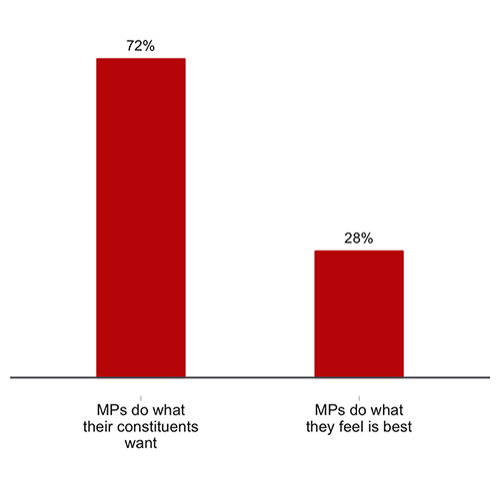 72%
28%
MPs do what
their constituents
want
MPs do what
they feel is best